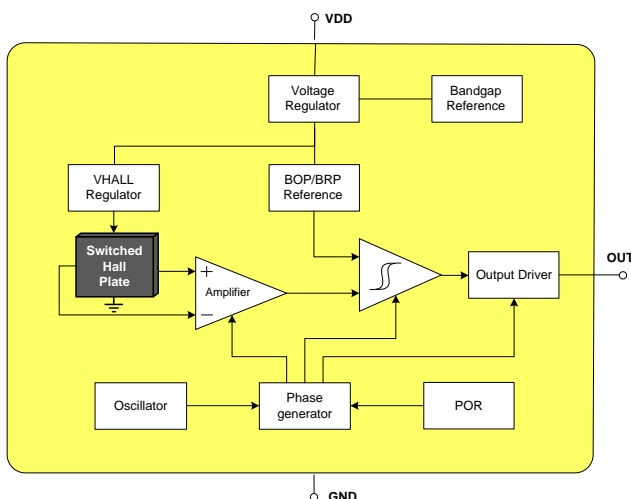 VDD
Voltage
Regulator
Bandgap
Reference
VHALL
Regulator
BOP/BRP
Reference
Switched
Hall
Plate
+
−
Amplifier
Output Driver
OUT
Oscillator
Phase
generator
POR
GND